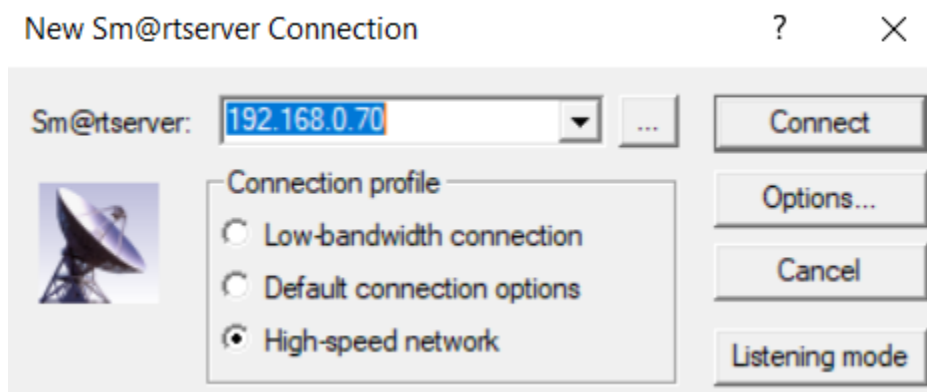 New Sm@rtserver Connection ? ×
Sm@rtserver: 192.168.0.70 ... Connect
Connection profile
Options...
Low-bandwidth connection
Cancel
Default connection options
High-speed network
Listening mode